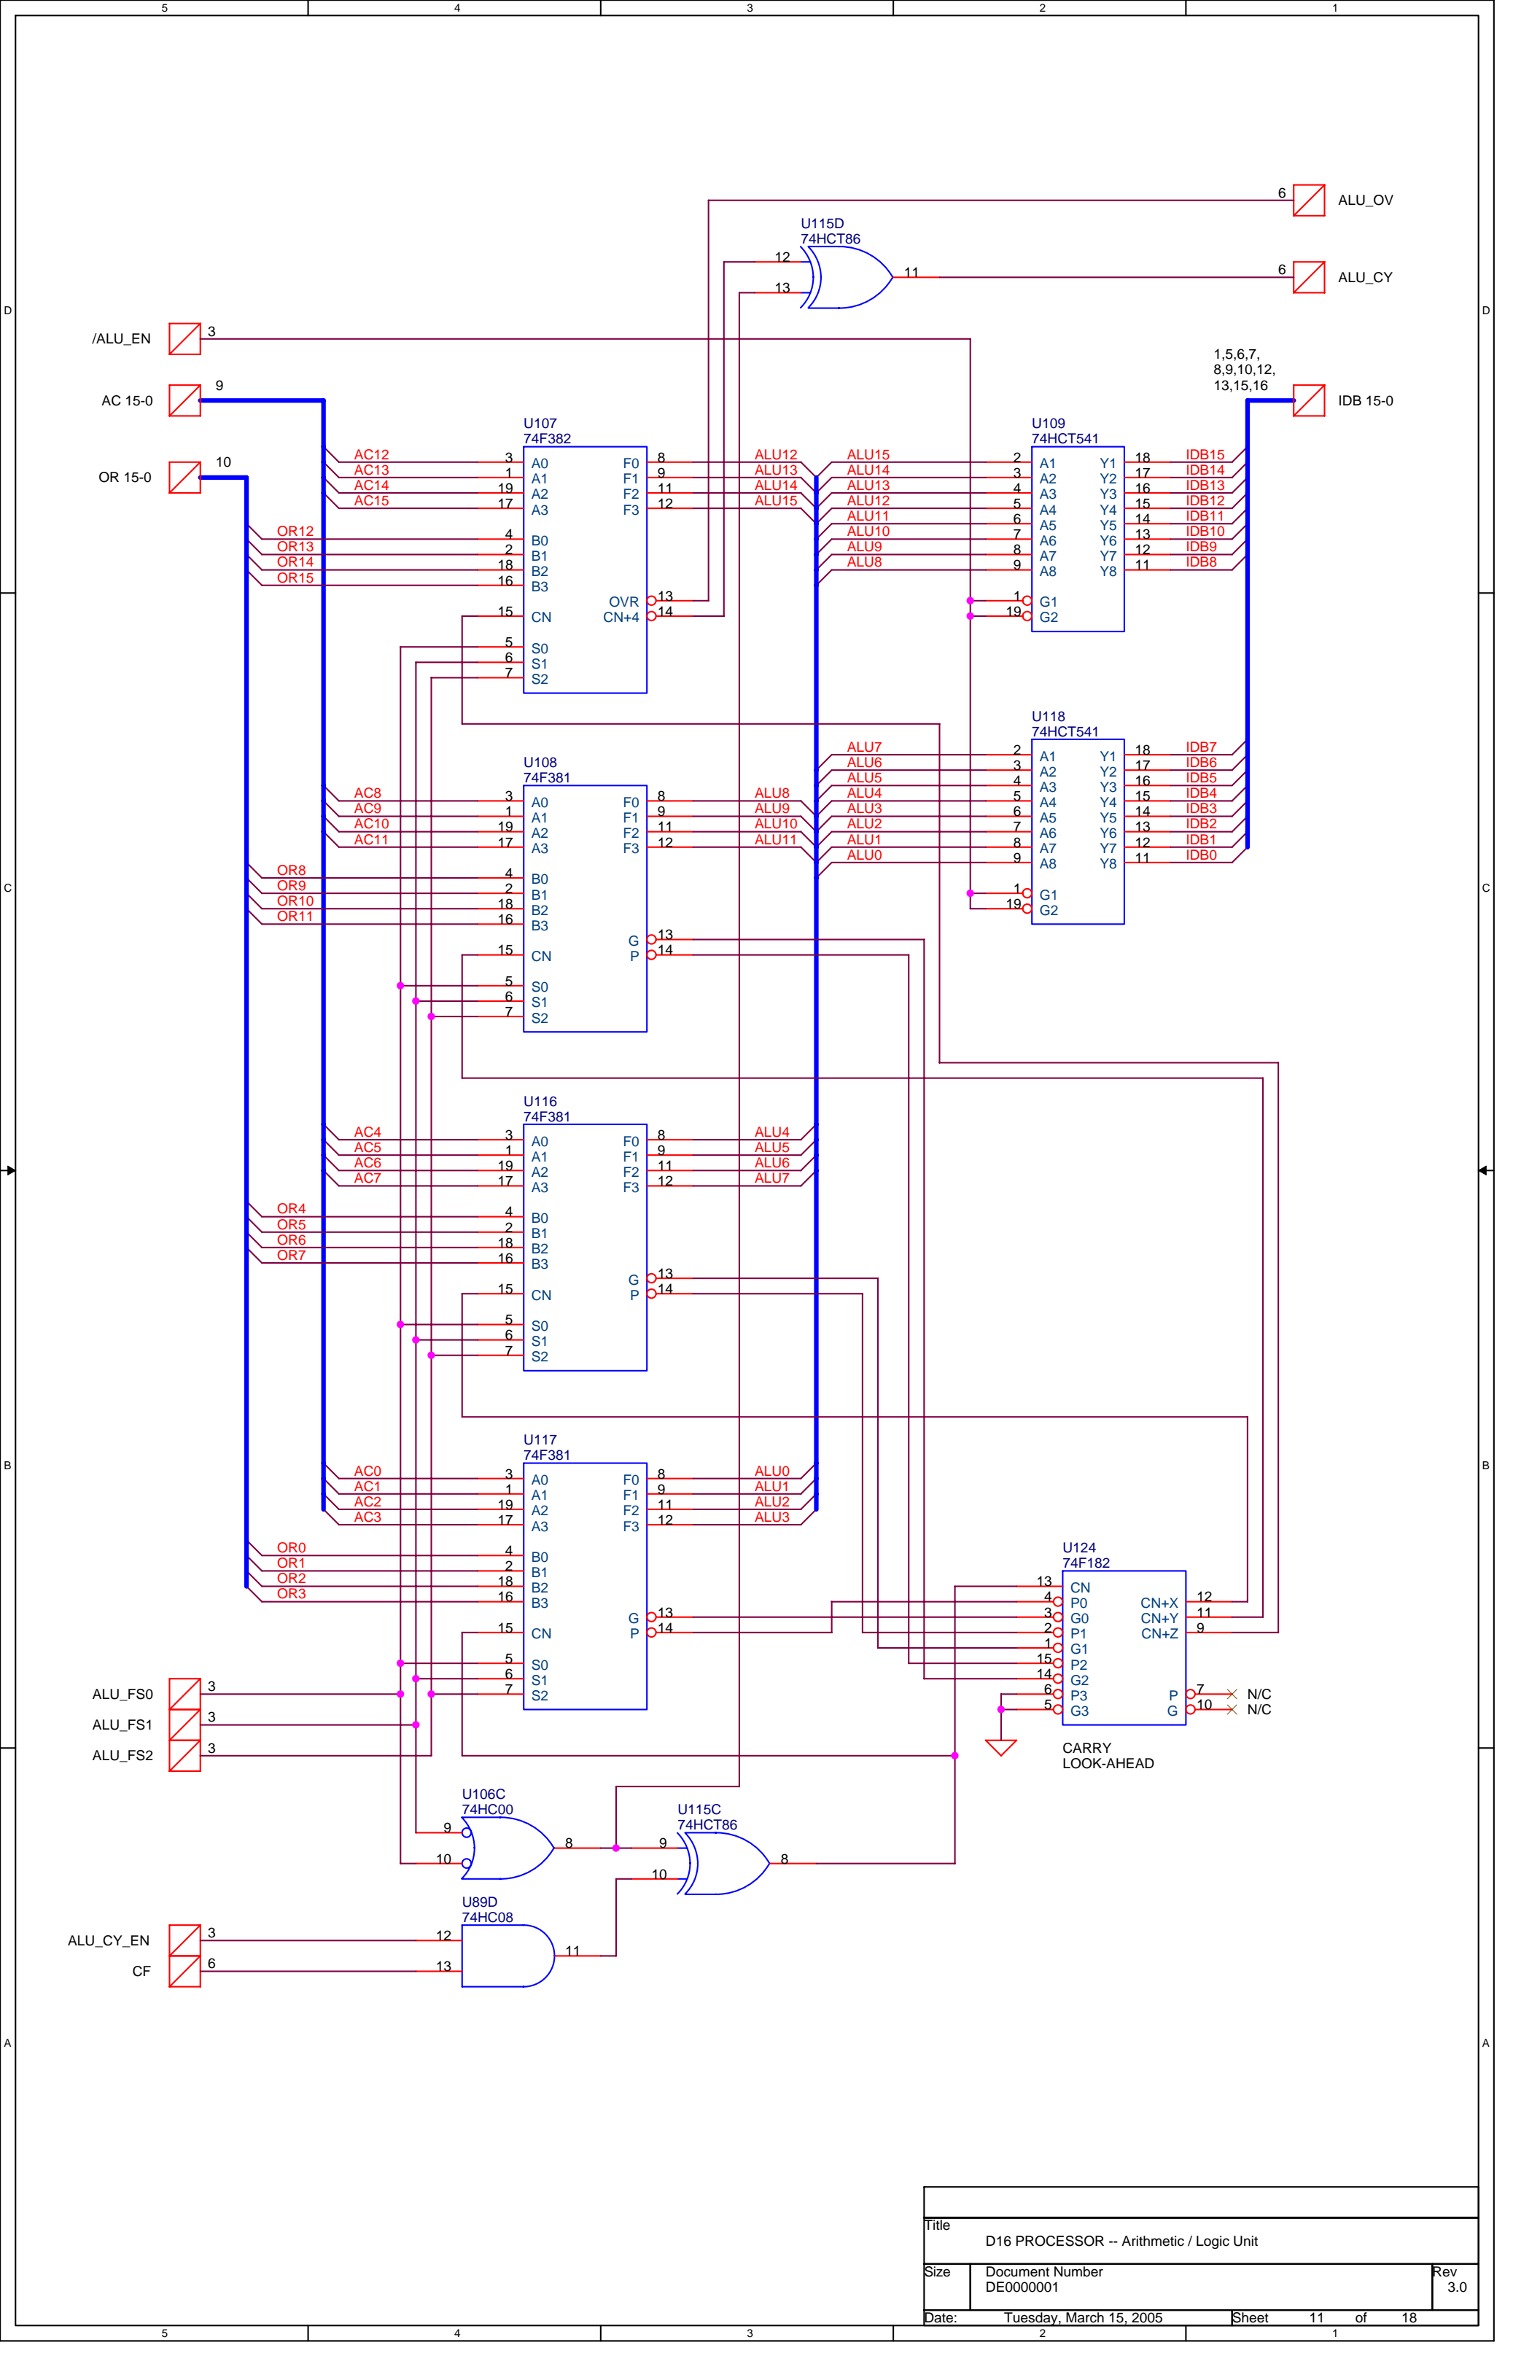 5 4 3 2 1
D D
C C
B B
A A
6 ALU_OV
U115D
74HCT86
12
13
11
6 ALU_CY
/ALU_EN 3
AC 15-0 9
OR 15-0 10
1,5,6,7,
8,9,10,12,
13,15,16
IDB 15-0
U107
74F382
AC12 3 A0 F0 8 ALU12
AC13 1 A1 F1 9 ALU13
AC14 19 A2 F2 11 ALU14
AC15 17 A3 F3 12 ALU15
OR12 4 B0
OR13 2 B1
OR14 18 B2
OR15 16 B3
OVR 13
15 CN CN+4 14
5 S0
6 S1
7 S2
U109
74HCT541
ALU15 2 A1 Y1 18 IDB15
ALU14 3 A2 Y2 17 IDB14
ALU13 4 A3 Y3 16 IDB13
ALU12 5 A4 Y4 15 IDB12
ALU11 6 A5 Y5 14 IDB11
ALU10 7 A6 Y6 13 IDB10
ALU9 8 A7 Y7 12 IDB9
ALU8 9 A8 Y8 11 IDB8
1 G1
19 G2
U118
74HCT541
ALU7 2 A1 Y1 18 IDB7
ALU6 3 A2 Y2 17 IDB6
ALU5 4 A3 Y3 16 IDB5
ALU4 5 A4 Y4 15 IDB4
ALU3 6 A5 Y5 14 IDB3
ALU2 7 A6 Y6 13 IDB2
ALU1 8 A7 Y7 12 IDB1
ALU0 9 A8 Y8 11 IDB0
1 G1
19 G2
U108
74F381
AC8 3 A0 F0 8 ALU8
AC9 1 A1 F1 9 ALU9
AC10 19 A2 F2 11 ALU10
AC11 17 A3 F3 12 ALU11
OR8 4 B0
OR9 2 B1
OR10 18 B2
OR11 16 B3
G 13
15 CN P 14
5 S0
6 S1
7 S2
U116
74F381
AC4 3 A0 F0 8 ALU4
AC5 1 A1 F1 9 ALU5
AC6 19 A2 F2 11 ALU6
AC7 17 A3 F3 12 ALU7
OR4 4 B0
OR5 2 B1
OR6 18 B2
OR7 16 B3
G 13
15 CN P 14
5 S0
6 S1
7 S2
U117
74F381
AC0 3 A0 F0 8 ALU0
AC1 1 A1 F1 9 ALU1
AC2 19 A2 F2 11 ALU2
AC3 17 A3 F3 12 ALU3
OR0 4 B0
OR1 2 B1
OR2 18 B2
OR3 16 B3
G 13
15 CN P 14
5 S0
6 S1
7 S2
U124
74F182
13 CN
4 P0 CN+X 12
3 G0 CN+Y 11
2 P1 CN+Z 9
1 G1
15 P2
14 G2
6 P3 P 7 N/C
5 G3 G 10 N/C
CARRY
LOOK-AHEAD
ALU_FS0 3
ALU_FS1 3
ALU_FS2 3
U106C
74HC00
9
10
8
U115C
74HCT86
9
10
8
U89D
74HC08
ALU_CY_EN 3 12
CF 6 13
11
Title
D16 PROCESSOR -- Arithmetic / Logic Unit
Size Document Number Rev
DE0000001 3.0
Date: Tuesday, March 15, 2005 Sheet 11 of 18
5 4 3 2 1